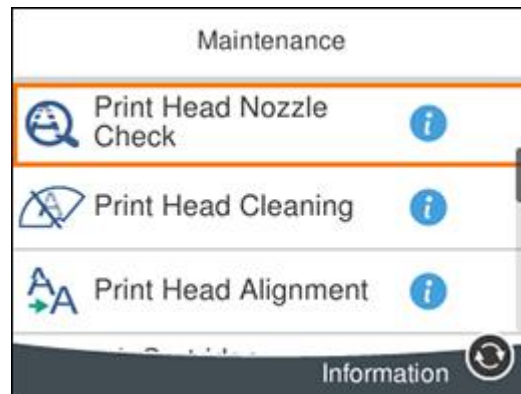 Maintenance
Print Head Nozzle
Check
Print Head Cleaning
Print Head Alignment
Information